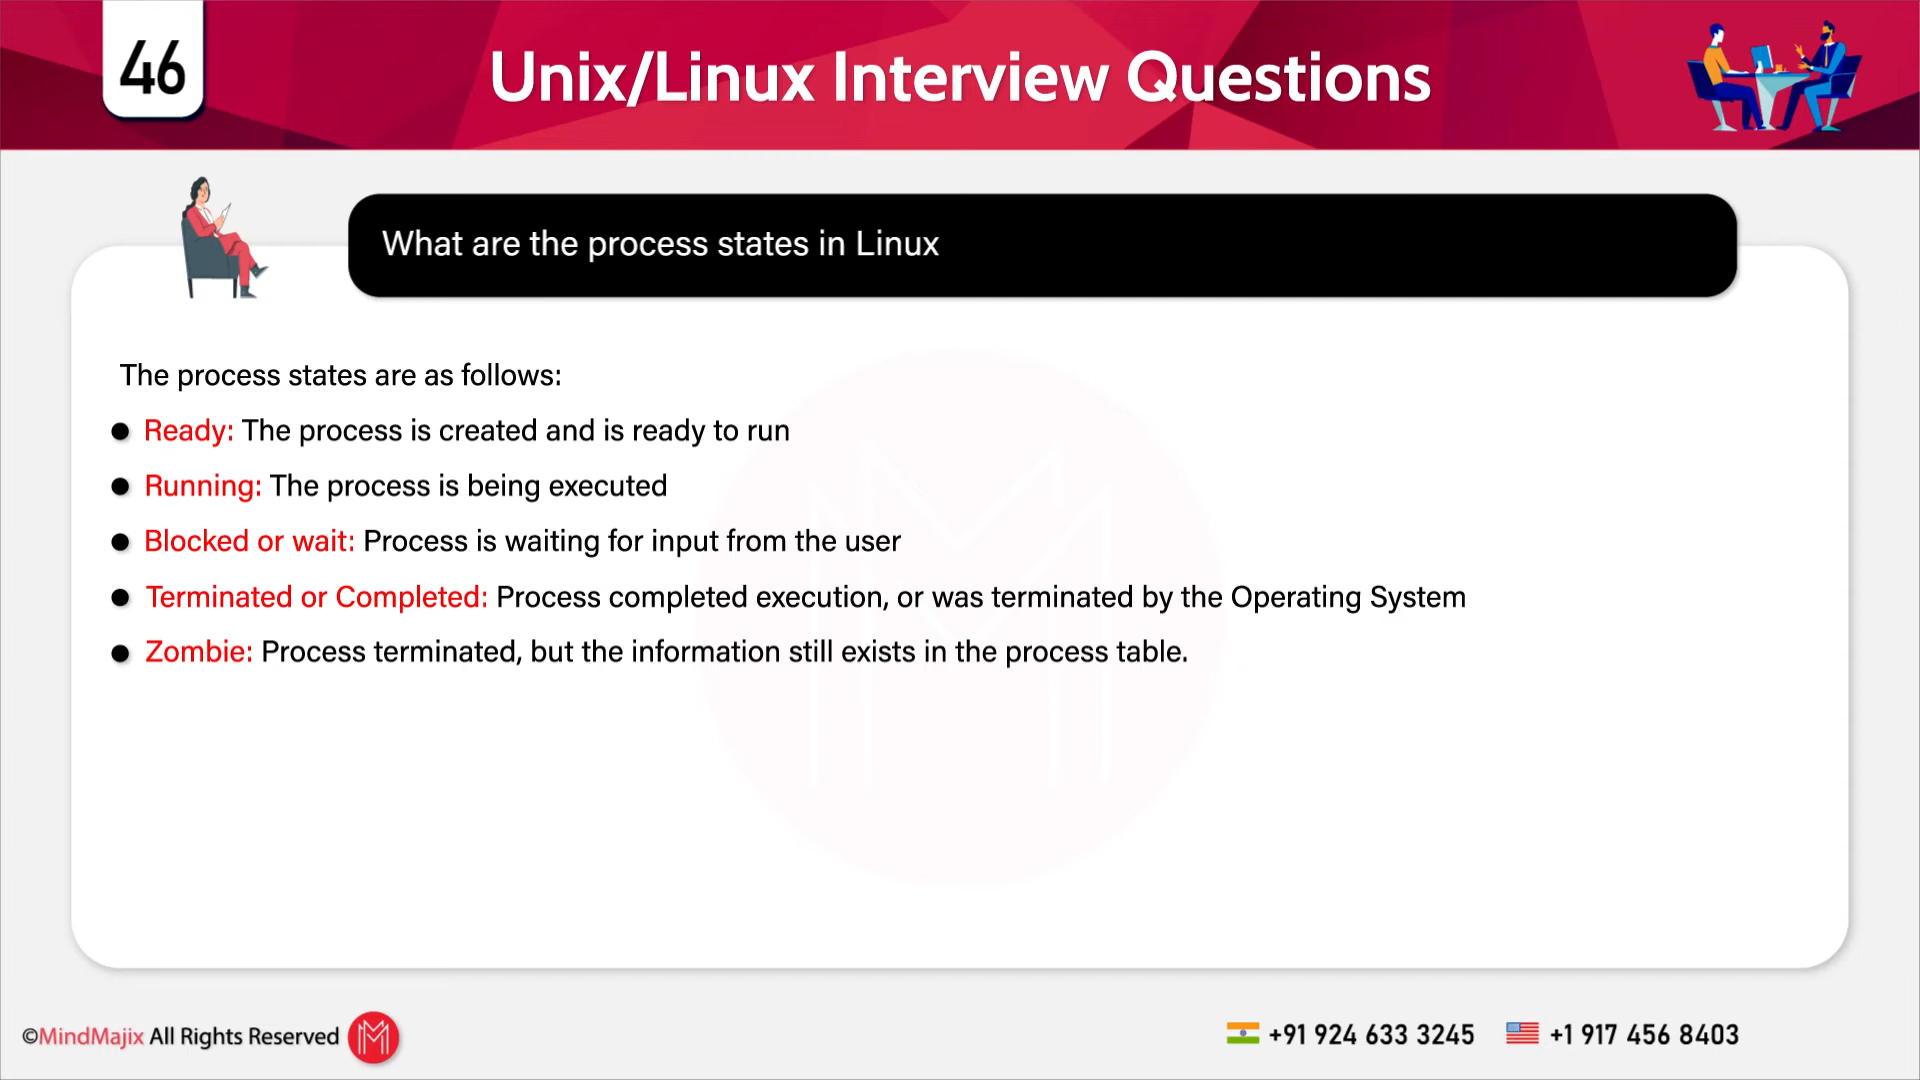 46
Unix/Linux Interview Questions
What are the process states in Linux
The process states are as follows:
● Ready: The process is created and is ready to run
● Running: The process is being executed
● Blocked or wait: Process is waiting for input from the user
● Terminated or Completed: Process completed execution, or was terminated by the Operating System
● Zombie: Process terminated, but the information still exists in the process table.
©MindMajix All Rights Reserved
+91 924 633 3245 +1 917 456 8403